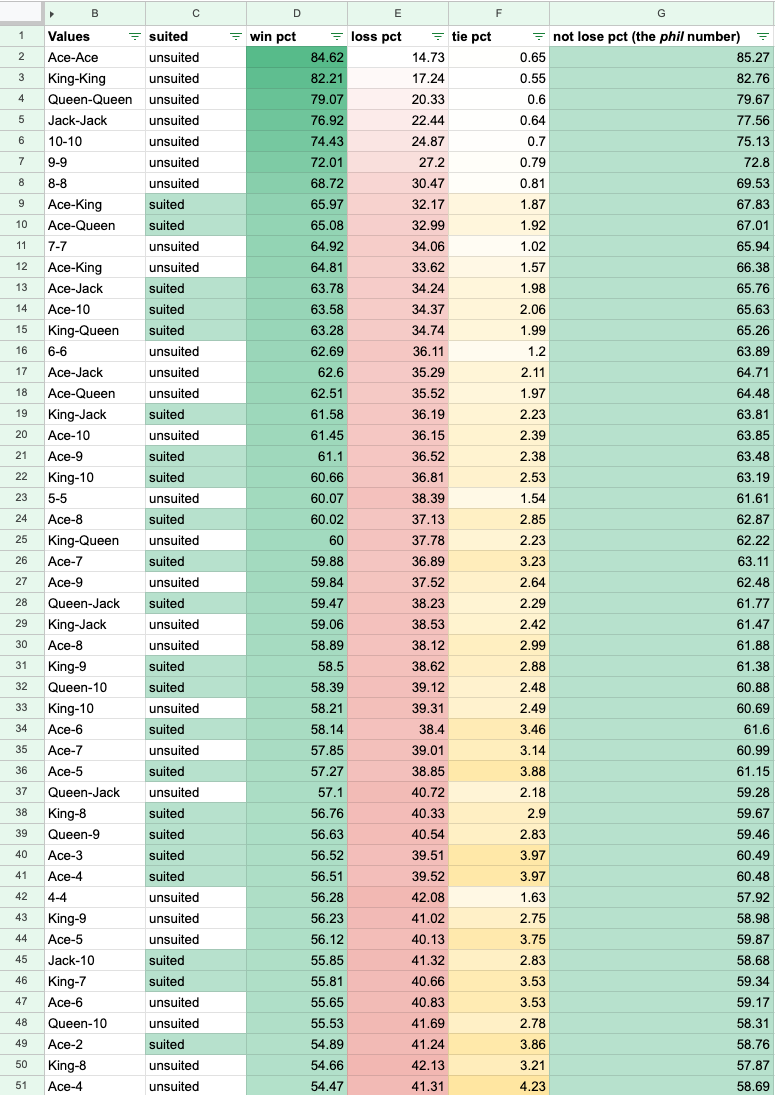 B C D E F G
1 Values suited win pct loss pct tie pct not lose pct (the phil number)
2 Ace-Ace unsuited 84.62 14.73 0.65 85.27
3 King-King unsuited 82.21 17.24 0.55 82.76
4 Queen-Queen unsuited 79.07 20.33 0.6 79.67
5 Jack-Jack unsuited 76.92 22.44 0.64 77.56
6 10-10 unsuited 74.43 24.87 0.7 75.13
7 9-9 unsuited 72.01 27.2 0.79 72.8
8 8-8 unsuited 68.72 30.47 0.81 69.53
9 Ace-King suited 65.97 32.17 1.87 67.83
10 Ace-Queen suited 65.08 32.99 1.92 67.01
11 7-7 unsuited 64.92 34.06 1.02 65.94
12 Ace-King unsuited 64.81 33.62 1.57 66.38
13 Ace-Jack suited 63.78 34.24 1.98 65.76
14 Ace-10 suited 63.58 34.37 2.06 65.63
15 King-Queen suited 63.28 34.74 1.99 65.26
16 6-6 unsuited 62.69 36.11 1.2 63.89
17 Ace-Jack unsuited 62.6 35.29 2.11 64.71
18 Ace-Queen unsuited 62.51 35.52 1.97 64.48
19 King-Jack suited 61.58 36.19 2.23 63.81
20 Ace-10 unsuited 61.45 36.15 2.39 63.85
21 Ace-9 suited 61.1 36.52 2.38 63.48
22 King-10 suited 60.66 36.81 2.53 63.19
23 5-5 unsuited 60.07 38.39 1.54 61.61
24 Ace-8 suited 60.02 37.13 2.85 62.87
25 King-Queen unsuited 60 37.78 2.23 62.22
26 Ace-7 suited 59.88 36.89 3.23 63.11
27 Ace-9 unsuited 59.84 37.52 2.64 62.48
28 Queen-Jack suited 59.47 38.23 2.29 61.77
29 King-Jack unsuited 59.06 38.53 2.42 61.47
30 Ace-8 unsuited 58.89 38.12 2.99 61.88
31 King-9 suited 58.5 38.62 2.88 61.38
32 Queen-10 suited 58.39 39.12 2.48 60.88
33 King-10 unsuited 58.21 39.31 2.49 60.69
34 Ace-6 suited 58.14 38.4 3.46 61.6
35 Ace-7 unsuited 57.85 39.01 3.14 60.99
36 Ace-5 suited 57.27 38.85 3.88 61.15
37 Queen-Jack unsuited 57.1 40.72 2.18 59.28
38 King-8 suited 56.76 40.33 2.9 59.67
39 Queen-9 suited 56.63 40.54 2.83 59.46
40 Ace-3 suited 56.52 39.51 3.97 60.49
41 Ace-4 suited 56.51 39.52 3.97 60.48
42 4-4 unsuited 56.28 42.08 1.63 57.92
43 King-9 unsuited 56.23 41.02 2.75 58.98
44 Ace-5 unsuited 56.12 40.13 3.75 59.87
45 Jack-10 suited 55.85 41.32 2.83 58.68
46 King-7 suited 55.81 40.66 3.53 59.34
47 Ace-6 unsuited 55.65 40.83 3.53 59.17
48 Queen-10 unsuited 55.53 41.69 2.78 58.31
49 Ace-2 suited 54.89 41.24 3.86 58.76
50 King-8 unsuited 54.66 42.13 3.21 57.87
51 Ace-4 unsuited 54.47 41.31 4.23 58.69